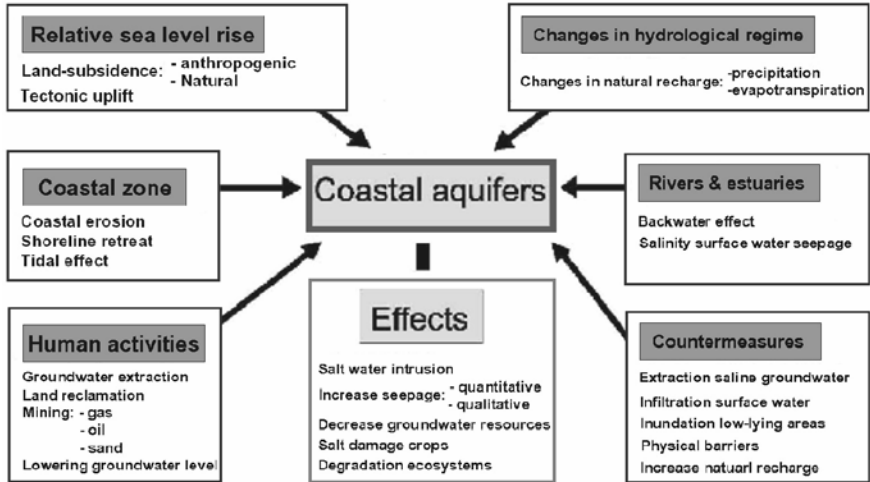 Relative sea level rise
Land-subsidence: - anthropogenic
- Natural
Tectonic uplift
Changes in hydrological regime
Changes in natural recharge: -precipitation
-evapotranspiration
Coastal zone
Coastal erosion
Shoreline retreat
Tidal effect
Coastal aquifers
Rivers & estuaries
Backwater effect
Salinity surface water seepage
Human activities
Groundwater extraction
Land reclamation
Mining: - gas
- oil
- sand
Lowering groundwater level
Effects
Salt water intrusion
Increase seepage: - quantitative
- qualitative
Decrease groundwater resources
Salt damage crops
Degradation ecosystems
Countermeasures
Extraction saline groundwater
Infiltration surface water
Inundation low-lying areas
Physical barriers
Increase natuarl recharge